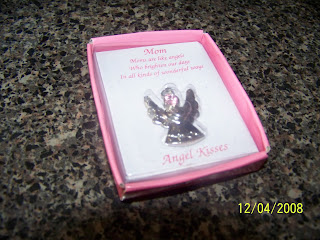 Mom
Moms are like angels
Who brighten our days
In all kinds of wonderful ways
Angel Kisses
12/04/2008